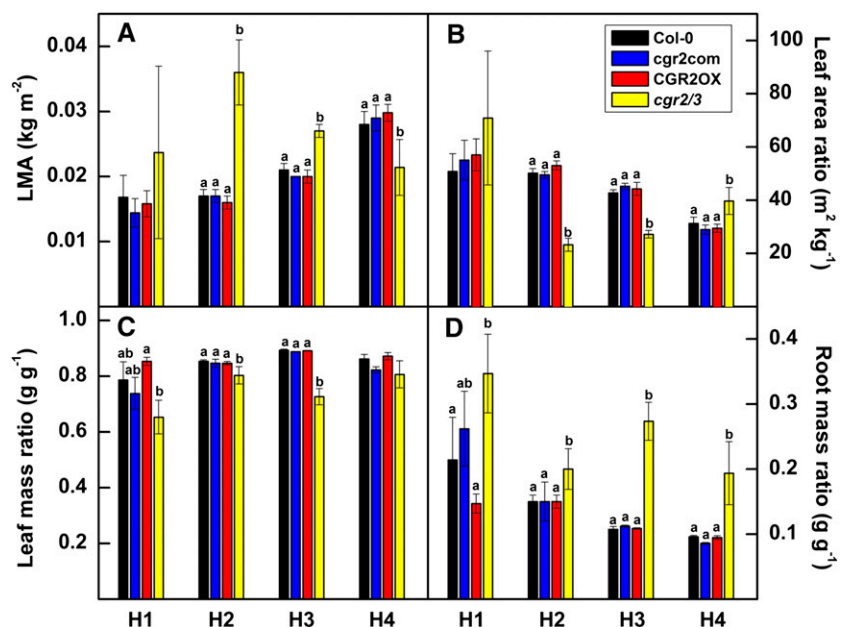 A
0.04
0.03
0.02
0.01
LMA (kg m⁻²)
b
a a a
a a a b
a a a b
B
Col-0
cgr2com
CGR2OX
cgr2/3
100
80
60
40
20
Leaf area ratio (m² kg⁻¹)
a a a b
a a a b
a a a b
C
1.0
0.8
0.6
0.4
0.2
Leaf mass ratio (g g⁻¹)
ab ab a b
a a a b
a a a b
D
0.4
0.3
0.2
0.1
Root mass ratio (g g⁻¹)
a ab a b
a a a b
a a a b
a a a b
H1 H2 H3 H4
H1 H2 H3 H4